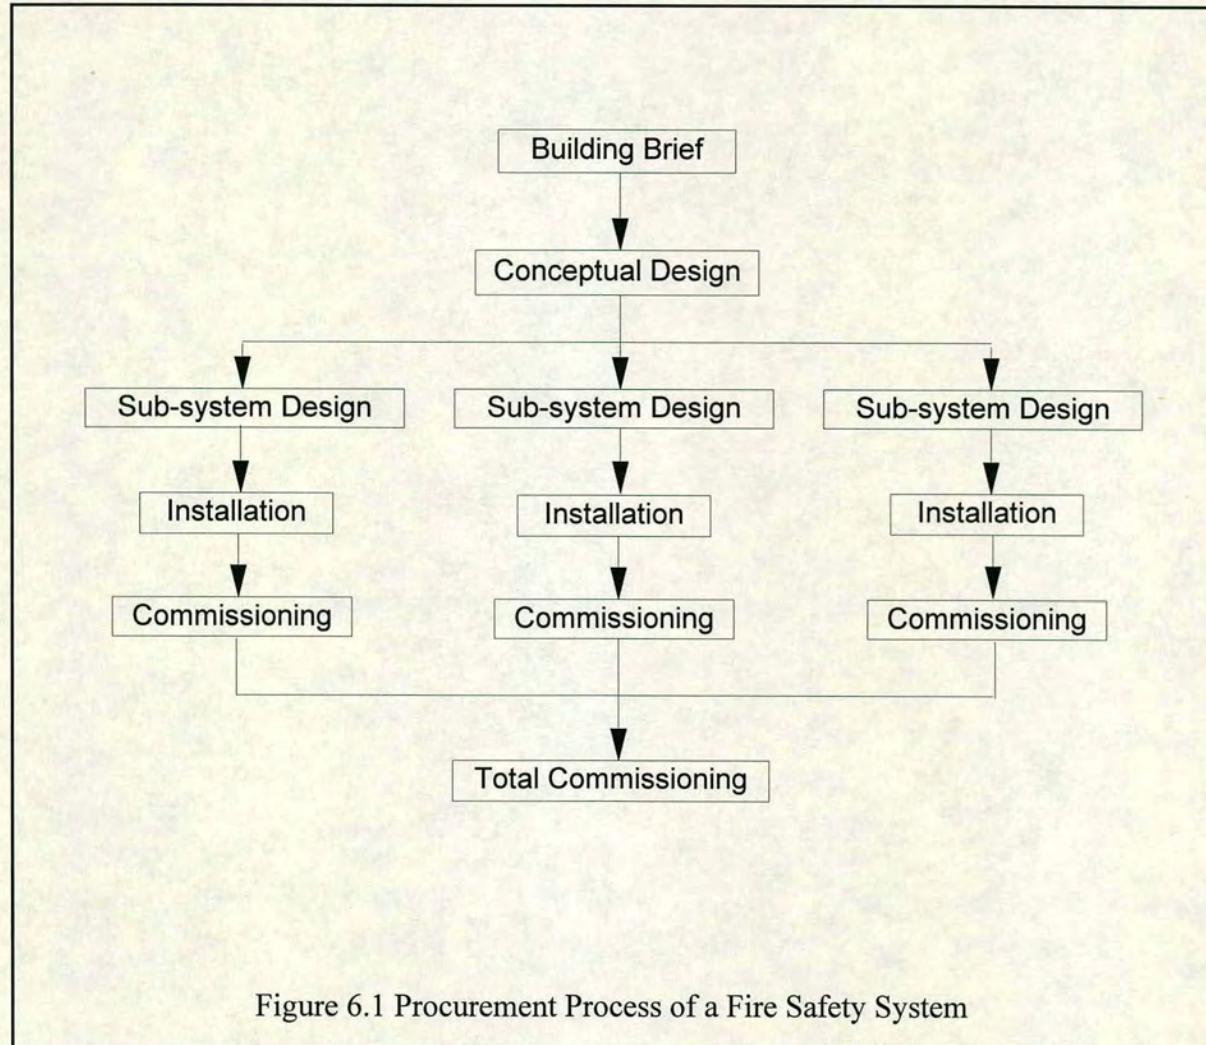 Building Brief
Conceptual Design
Sub-system Design
Sub-system Design
Sub-system Design
Installation
Installation
Installation
Commissioning
Commissioning
Commissioning
Total Commissioning
Figure 6.1 Procurement Process of a Fire Safety System